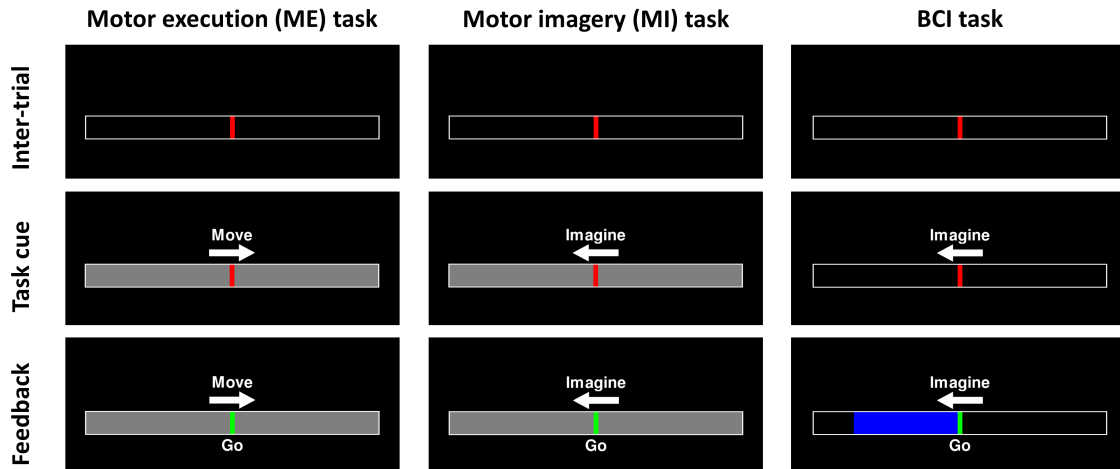 Motor execution (ME) task
Motor imagery (MI) task
BCI task
Inter-trial
Task cue
Move
Imagine
Imagine
Feedback
Move
Imagine
Imagine
Go
Go
Go